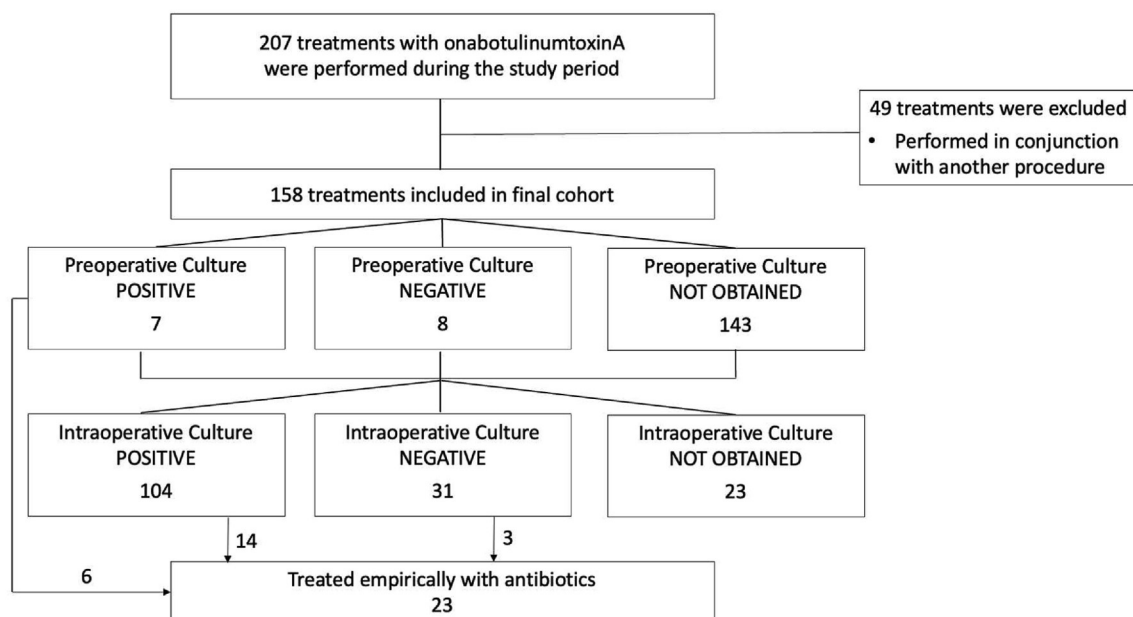 207 treatments with onabotulinumtoxinA
were performed during the study period
49 treatments were excluded
• Performed in conjunction
with another procedure
158 treatments included in final cohort
Preoperative Culture
POSITIVE
7
Preoperative Culture
NEGATIVE
8
Preoperative Culture
NOT OBTAINED
143
Intraoperative Culture
POSITIVE
104
Intraoperative Culture
NEGATIVE
31
Intraoperative Culture
NOT OBTAINED
23
14
3
6
Treated empirically with antibiotics
23